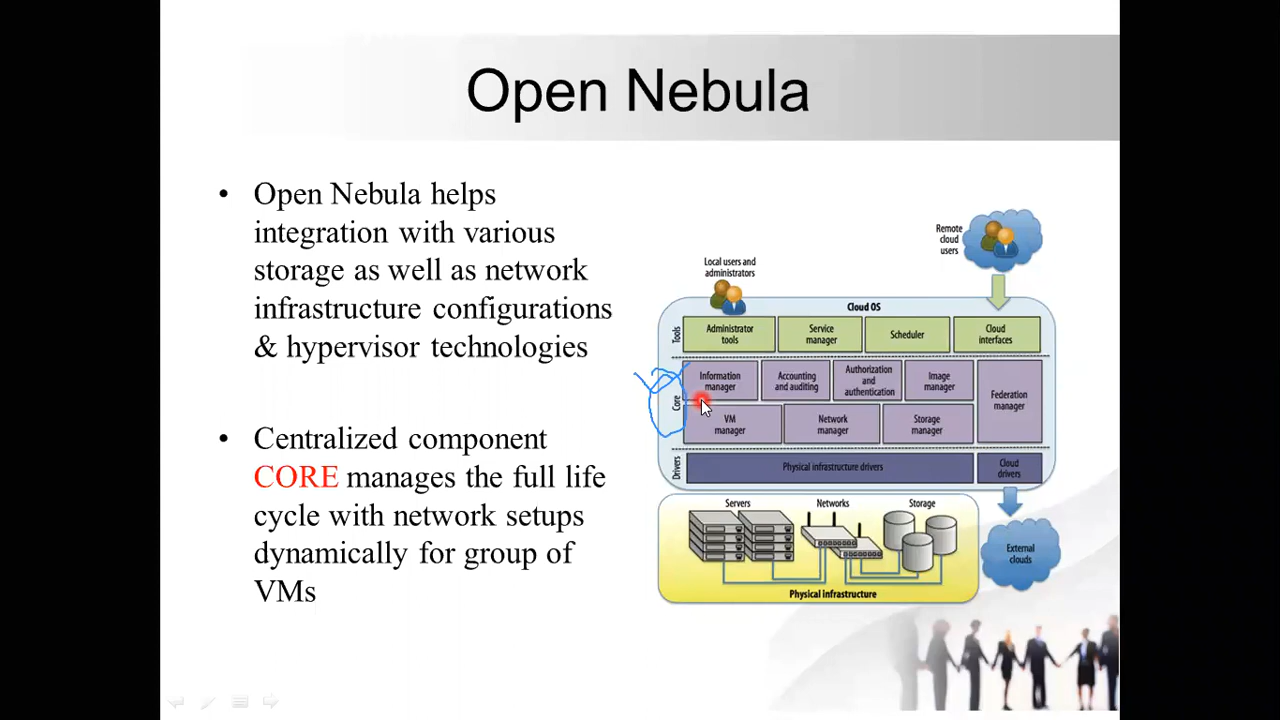 Open Nebula
• Open Nebula helps
integration with various
storage as well as network
infrastructure configurations
& hypervisor technologies
• Centralized component
CORE manages the full life
cycle with network setups
dynamically for group of
VMs
Remote
cloud
users
Local users and
administrators
Cloud OS
Tools
Administrator
tools
Service
manager
Scheduler
Cloud
interfaces
Core
Information
manager
Accounting
and auditing
Authorization
and
authentication
Image
manager
Federation
manager
VM
manager
Network
manager
Storage
manager
Drivers
Physical infrastructure drivers
Cloud
drivers
Servers
Networks
Storage
Physical infrastructure
External
clouds